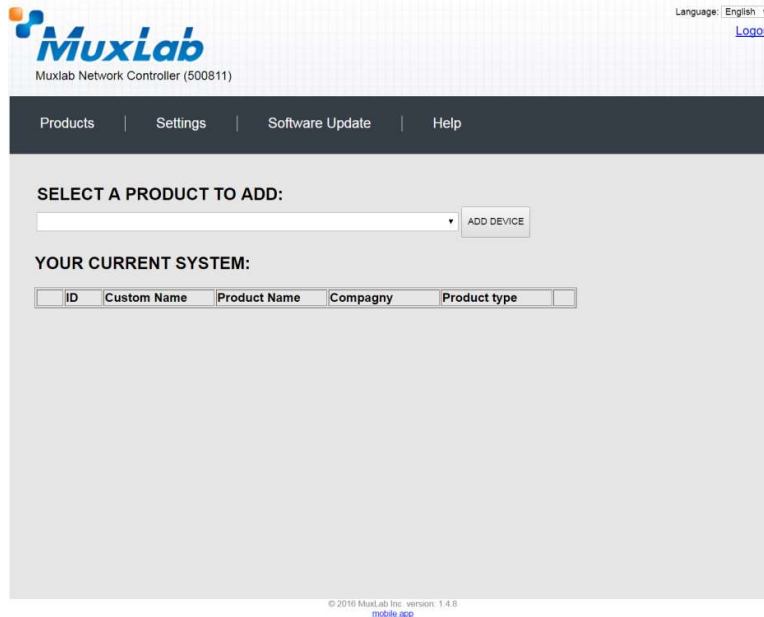 Language: English
Logo
MuxLab
Muxlab Network Controller (500811)
Products | Settings | Software Update | Help
SELECT A PRODUCT TO ADD:
ADD DEVICE
YOUR CURRENT SYSTEM:
ID Custom Name Product Name Compagny Product type
© 2016 MuxLab Inc. version: 1.4.8
mobile app